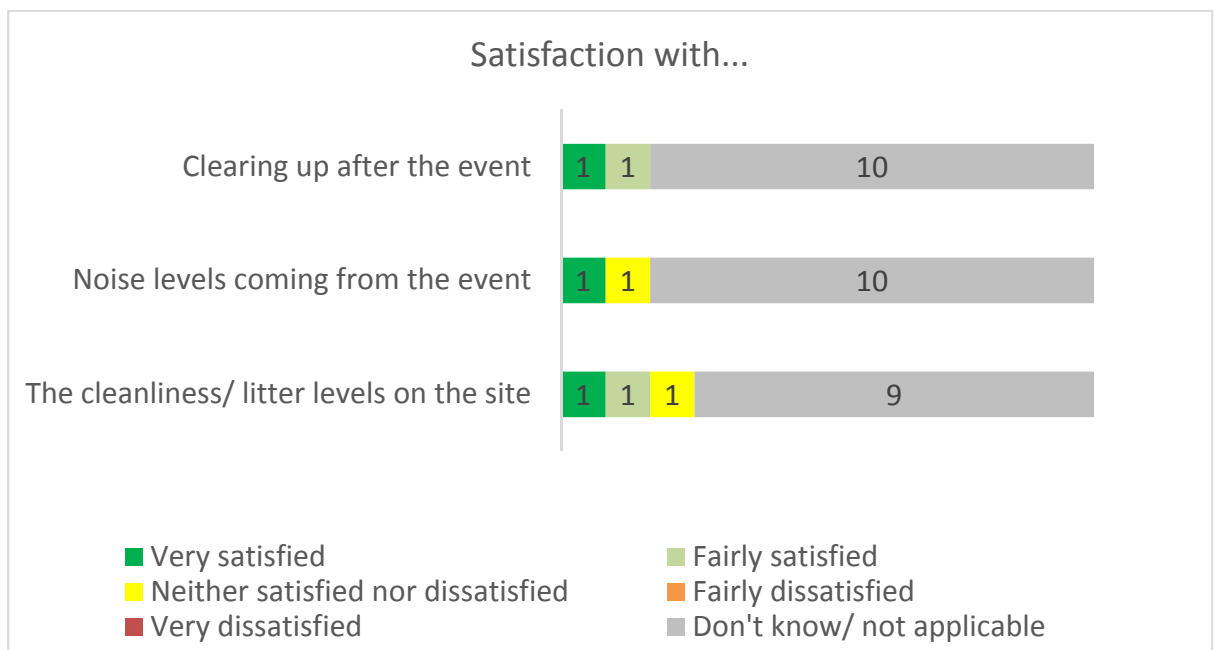 Satisfaction with...
Clearing up after the event 1 1 10
Noise levels coming from the event 1 1 10
The cleanliness/ litter levels on the site 1 1 1 9
Very satisfied Fairly satisfied
Neither satisfied nor dissatisfied Fairly dissatisfied
Very dissatisfied Don't know/ not applicable